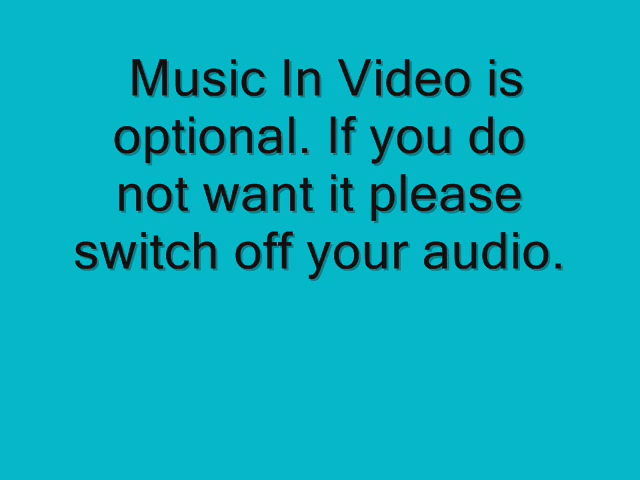 Music In Video is
optional. If you do
not want it please
switch off your audio.